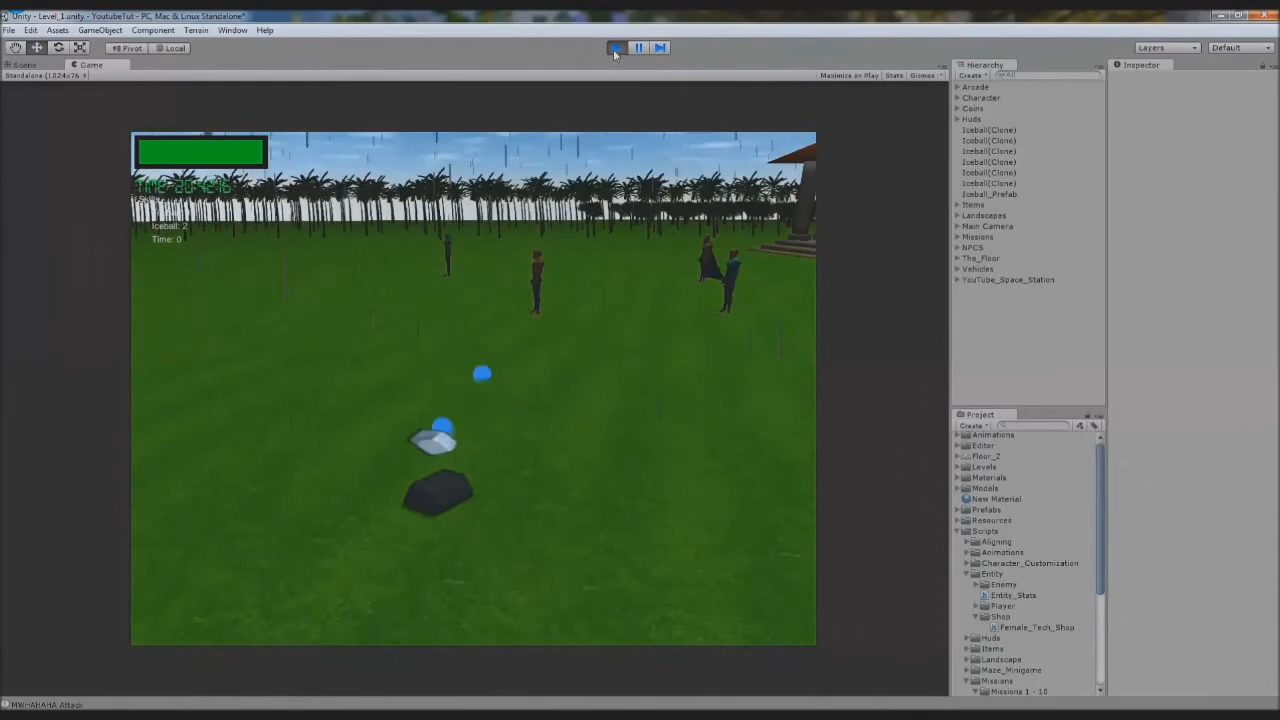 Unity - Level_1.unity - YoutubeTut - PC, Mac & Linux Standalone*
File Edit Assets GameObject Component Terrain Window Help
Pivot Local Layers Default
Scene Game Hierarchy Inspector
Standalone (1024x76 Maximize on Play Stats Gizmos Create All
Arcade
Character
Coins
Huds
Iceball(Clone)
Iceball(Clone)
Iceball(Clone)
Iceball(Clone)
Iceball(Clone)
Iceball(Clone)
Iceball_Prefab
Items
Landscapes
Main Camera
Missions
NPCS
The_Floor
Vehicles
YouTube_Space_Station
TIME
Iceball: 2
Time: 0
Project
Create
Animations
Editor
Floor_2
Levels
Materials
Models
New Material
Prefabs
Resources
Scripts
Aligning
Animations
Character_Customization
Entity
Enemy
Entity_Stats
Player
Shop
Female_Tech_Shop
Huds
Items
Landscape
Maze_Minigame
Missions
Missions 1 - 10
MWHAHAHA Attack